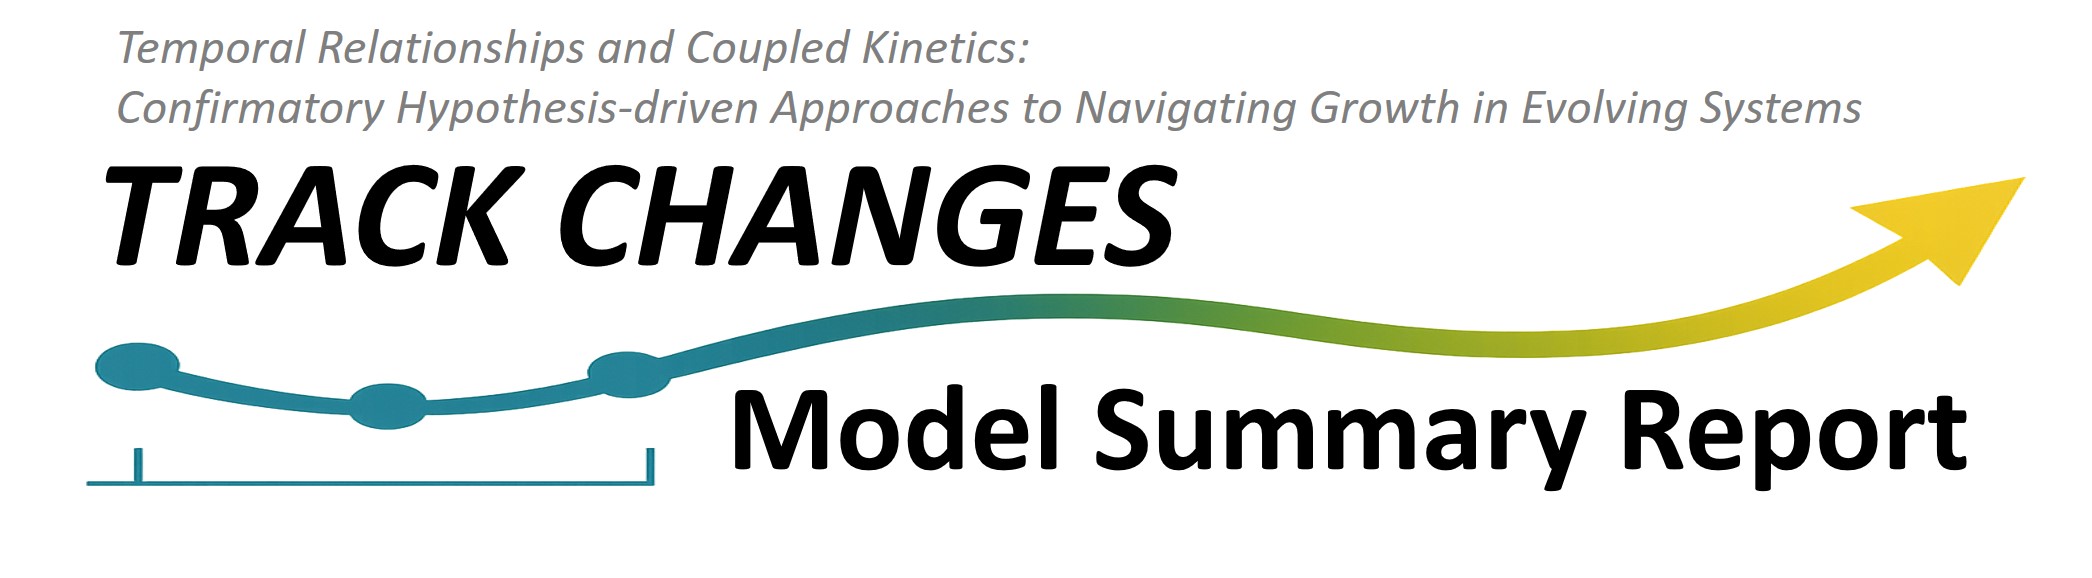 Temporal Relationships and Coupled Kinetics:
Confirmatory Hypothesis-driven Approaches to Navigating Growth in Evolving Systems
TRACK CHANGES
Model Summary Report